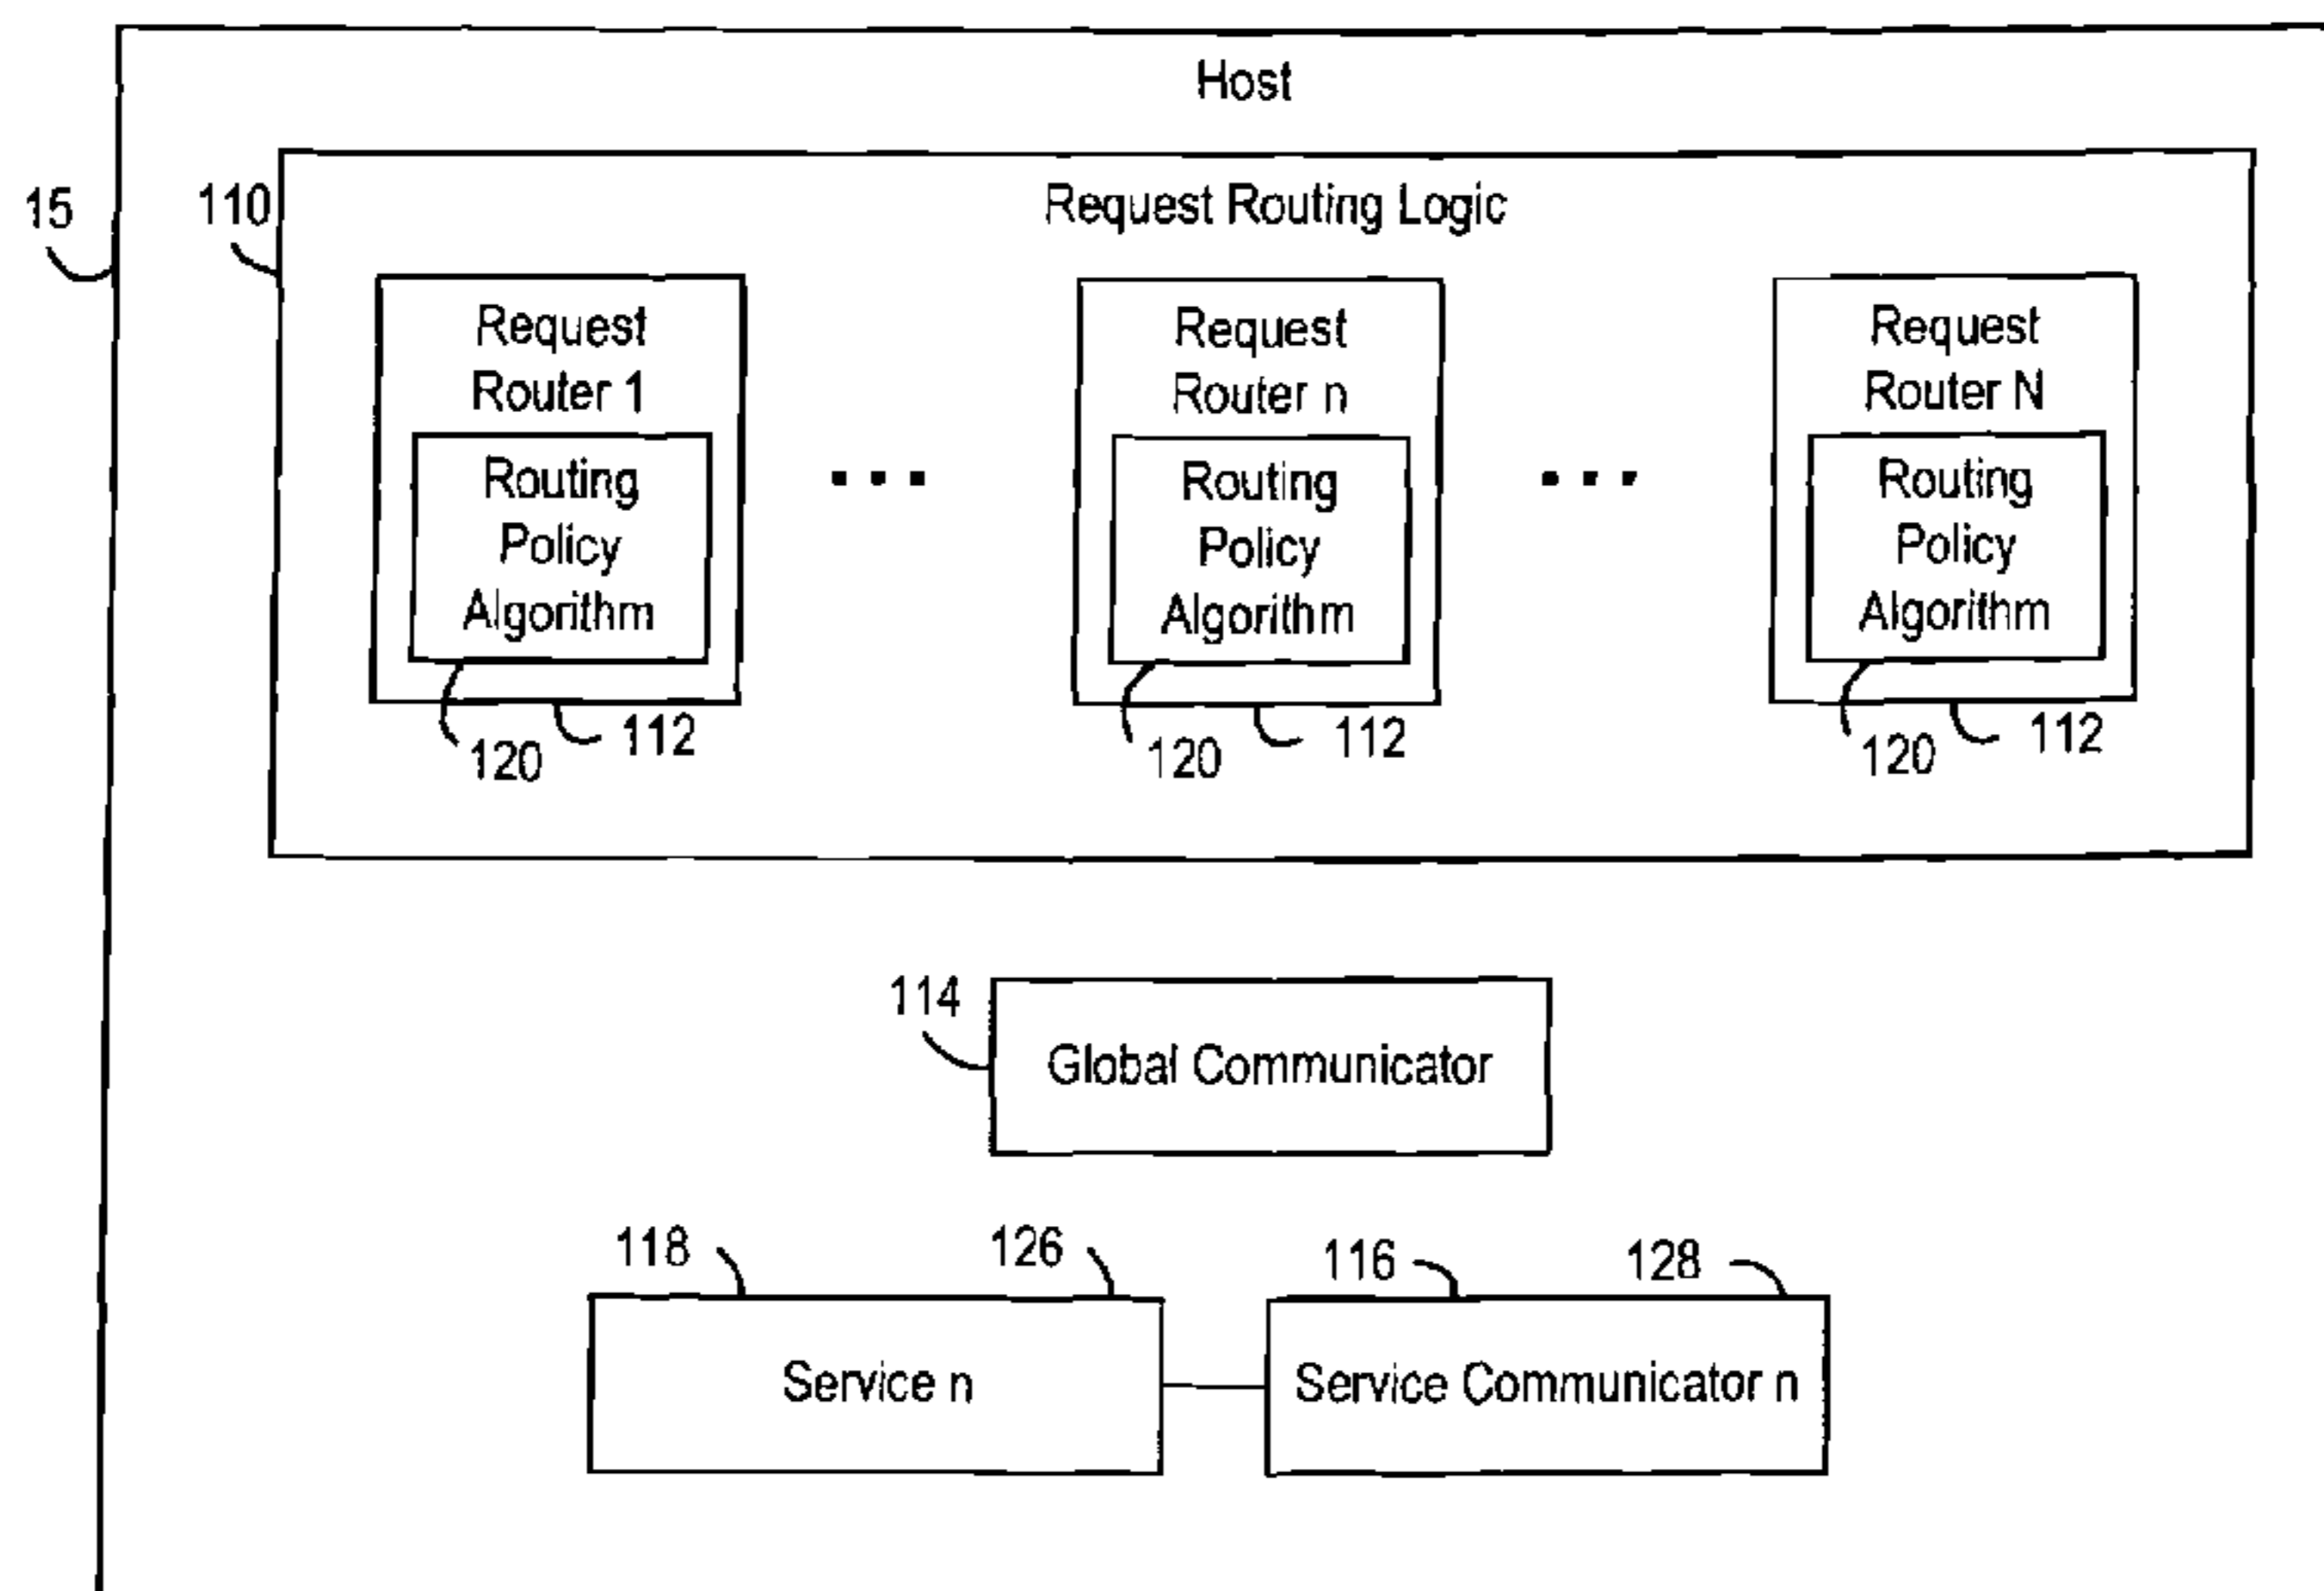 Host
15
110
Request Routing Logic
Request
Router 1
Routing
Policy
Algorithm
120
112
...
Request
Router n
Routing
Policy
Algorithm
120
112
...
Request
Router N
Routing
Policy
Algorithm
120
112
114
Global Communicator
118
126
116
128
Service n
Service Communicator n